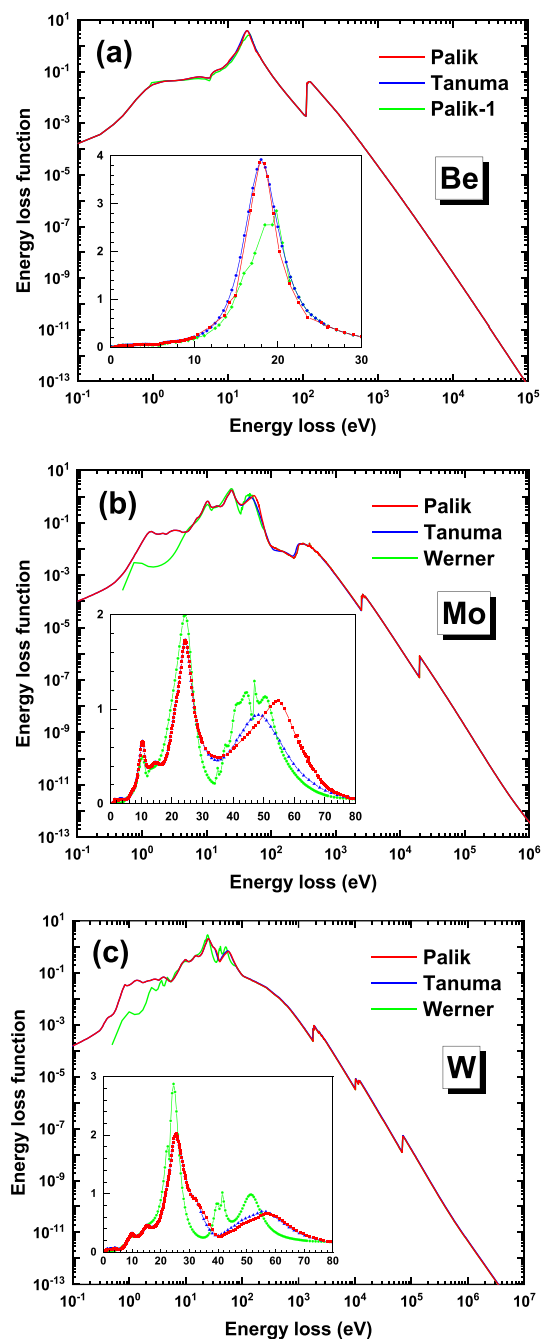 (a)
Palik
Tanuma
Palik-1
Be
Energy loss function
10^1
10^-1
10^-3
10^-5
10^-7
10^-9
10^-11
10^-13
4
3
2
1
0
0 10 20 30
10^-1 10^0 10^1 10^2 10^3 10^4 10^5
Energy loss (eV)
(b)
Palik
Tanuma
Werner
Mo
Energy loss function
10^1
10^-1
10^-3
10^-5
10^-7
10^-9
10^-11
10^-13
2
1
0
0 10 20 30 40 50 60 70 80
10^-1 10^0 10^1 10^2 10^3 10^4 10^5 10^6
Energy loss (eV)
(c)
Palik
Tanuma
Werner
W
Energy loss function
10^1
10^-1
10^-3
10^-5
10^-7
10^-9
10^-11
10^-13
3
2
1
0
0 10 20 30 40 50 60 70 80
10^-1 10^0 10^1 10^2 10^3 10^4 10^5 10^6 10^7
Energy loss (eV)